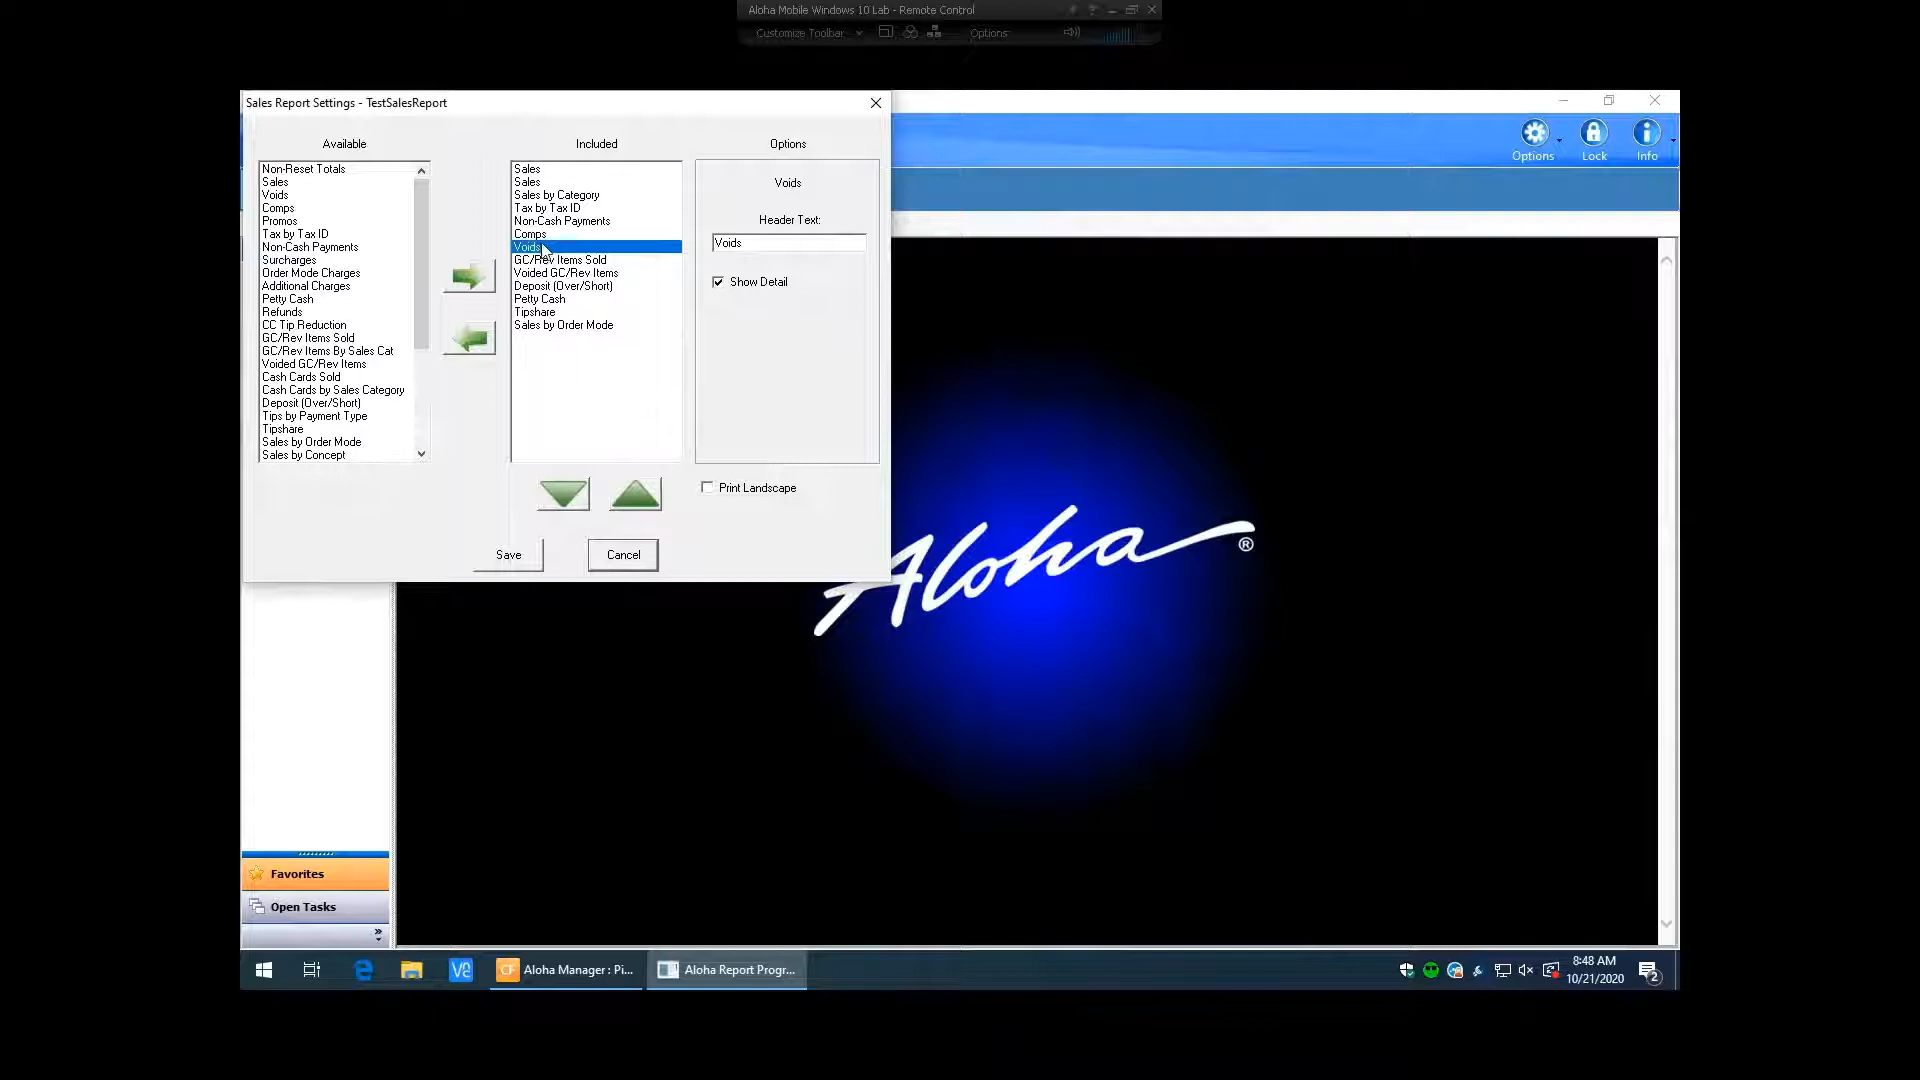 Aloha Mobile Windows 10 Lab - Remote Control
Customize Toolbar
Options
Sales Report Settings - TestSalesReport
Options
Lock
Info
Available
Included
Options
Non-Reset Totals
Sales
Voids
Comps
Promos
Tax by Tax ID
Non-Cash Payments
Surcharges
Order Mode Charges
Additional Charges
Petty Cash
Refunds
CC Tip Reduction
GC/Rev Items Sold
GC/Rev Items By Sales Cat
Voided GC/Rev Items
Cash Cards Sold
Cash Cards by Sales Category
Deposit (Over/Short)
Tips by Payment Type
Tipshare
Sales by Order Mode
Sales by Concept
Sales
Sales
Sales by Category
Tax by Tax ID
Non-Cash Payments
Comps
Voids
GC/Rev Items Sold
Voided GC/Rev Items
Deposit (Over/Short)
Petty Cash
Tipshare
Sales by Order Mode
Voids
Header Text:
Voids
Show Detail
Print Landscape
Save
Cancel
Aloha ®
Favorites
Open Tasks
CF Aloha Manager : Pi...
Aloha Report Progr...
8:48 AM
10/21/2020
2